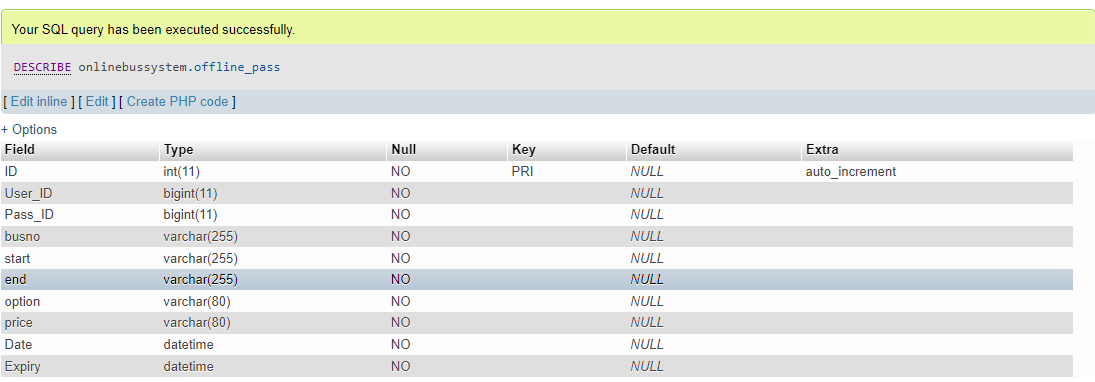 Your SQL query has been executed successfully.
DESCRIBE onlinebussystem.offline_pass
[ Edit inline ] [ Edit ] [ Create PHP code ]
+ Options
Field Type Null Key Default Extra
ID int(11) NO PRI NULL auto_increment
User_ID bigint(11) NO NULL
Pass_ID bigint(11) NO NULL
busno varchar(255) NO NULL
start varchar(255) NO NULL
end varchar(255) NO NULL
option varchar(80) NO NULL
price varchar(80) NO NULL
Date datetime NO NULL
Expiry datetime NO NULL